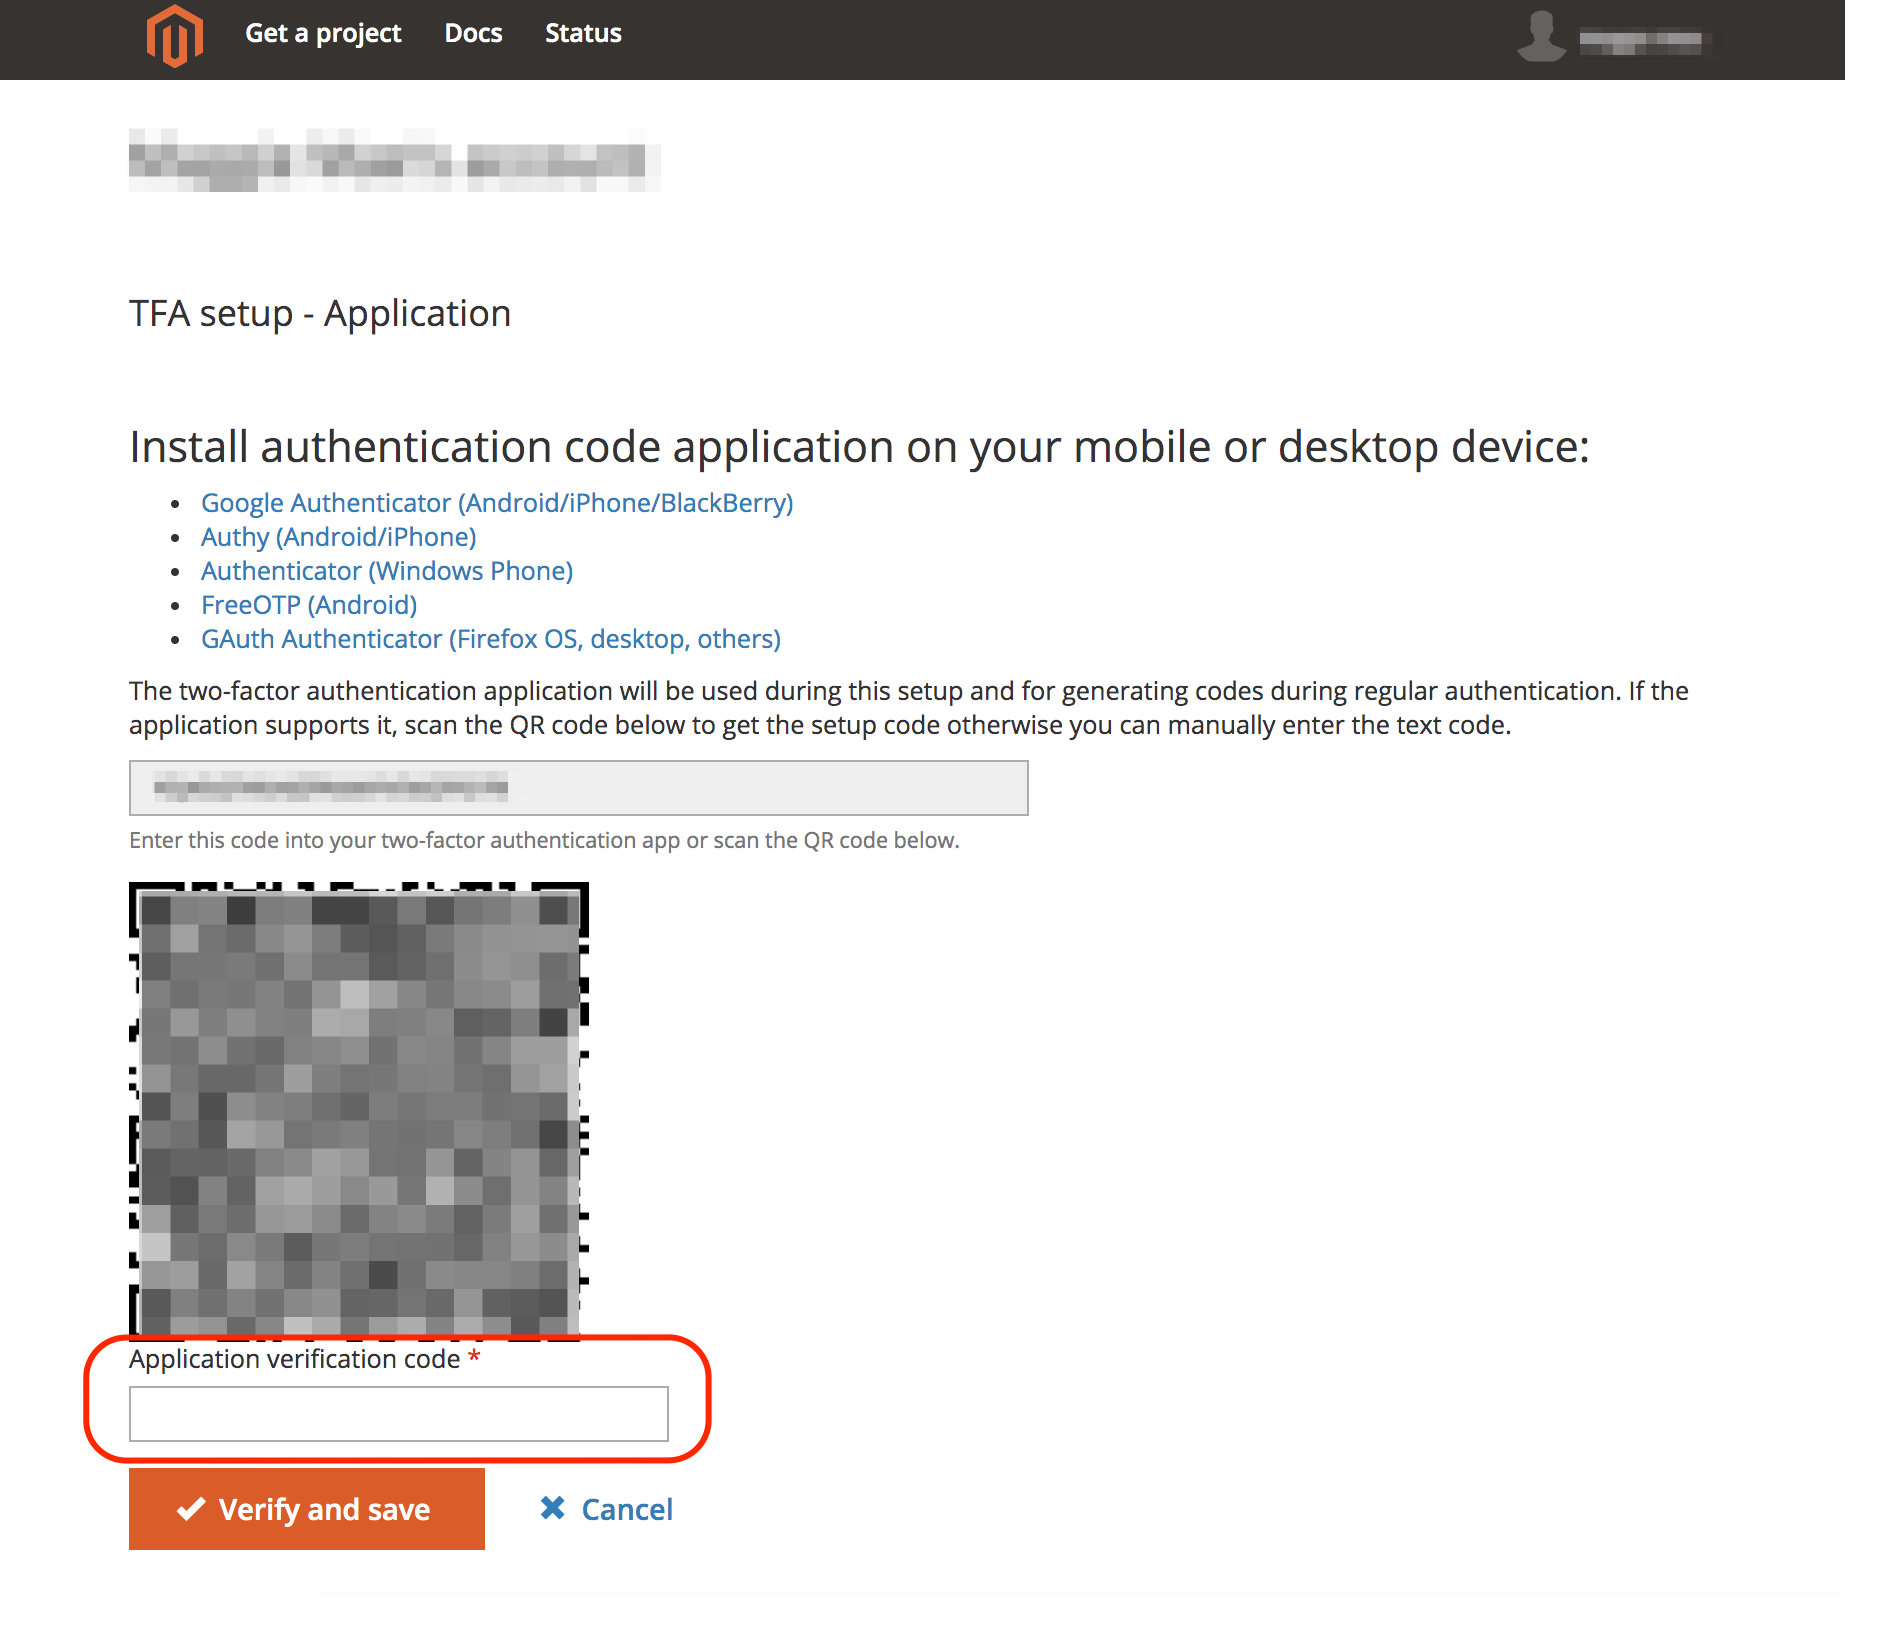 Get a project Docs Status
TFA setup - Application
Install authentication code application on your mobile or desktop device:
Google Authenticator (Android/iPhone/BlackBerry)
Authy (Android/iPhone)
Authenticator (Windows Phone)
FreeOTP (Android)
GAuth Authenticator (Firefox OS, desktop, others)
The two-factor authentication application will be used during this setup and for generating codes during regular authentication. If the
application supports it, scan the QR code below to get the setup code otherwise you can manually enter the text code.
Enter this code into your two-factor authentication app or scan the QR code below.
Application verification code *
Verify and save Cancel